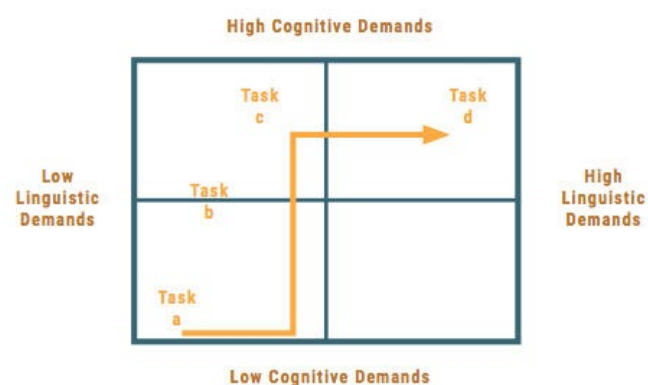 High Cognitive Demands
Task
c
Task
d
Low
Linguistic
Demands
Task
b
High
Linguistic
Demands
Task
a
Low Cognitive Demands